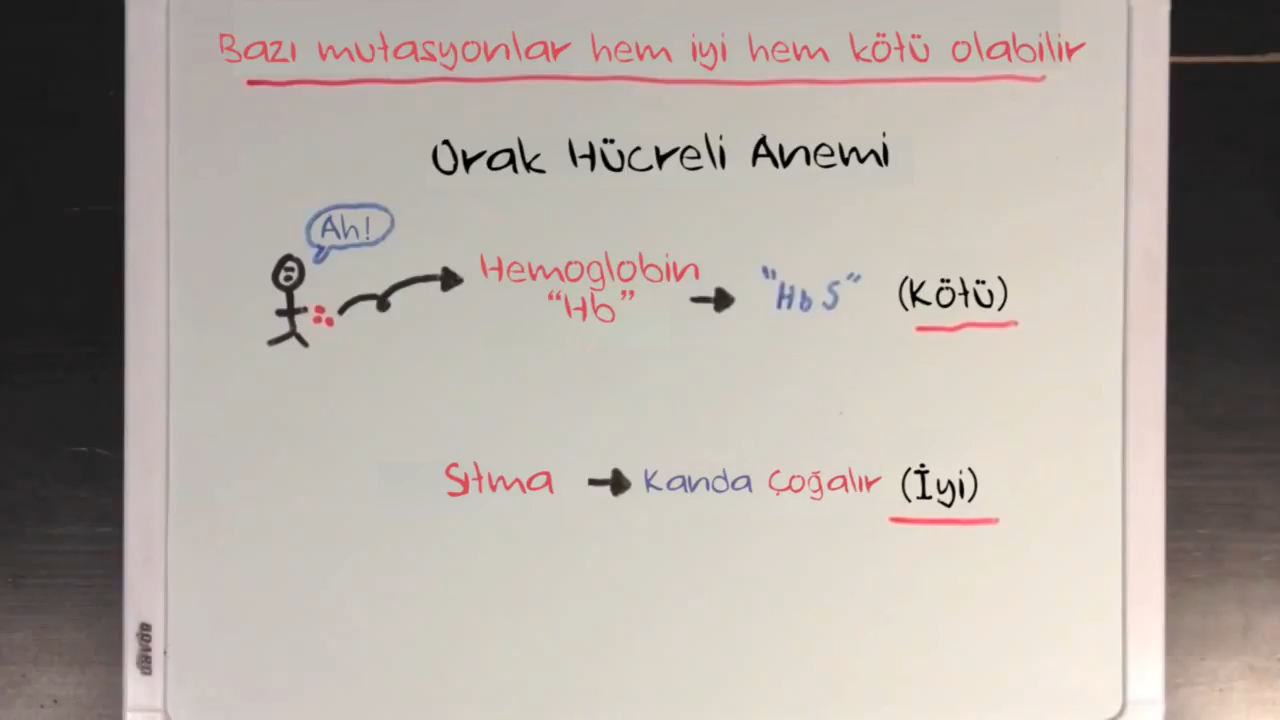 Bazı mutasyonlar hem iyi hem kötü olabilir
Orak Hücreli Anemi
Ah!
Hemoglobin
"Hb"
"Hb S"
(Kötü)
Sıtma → Kanda çoğalır (İyi)
BOARD